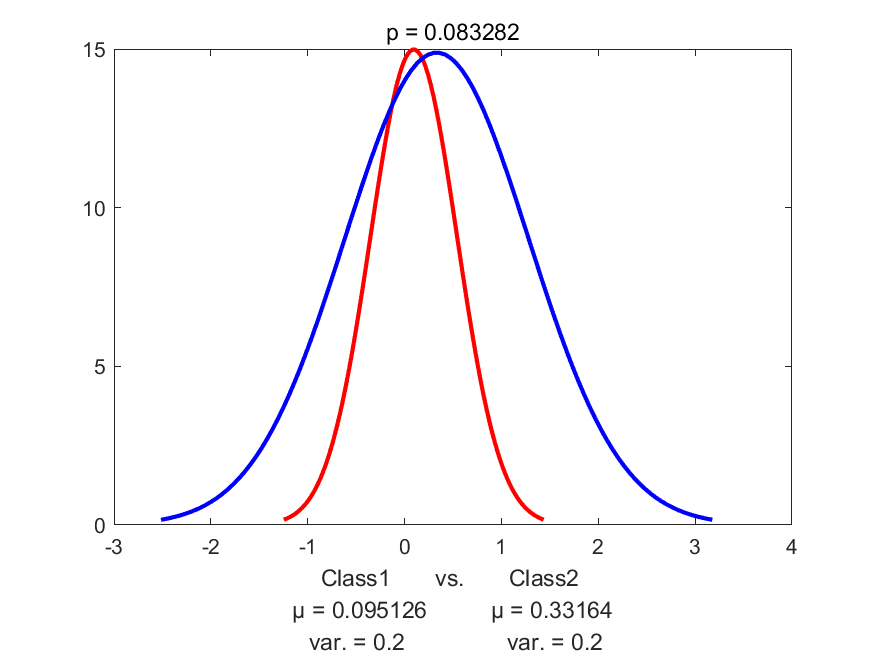 p = 0.083282
15
10
5
0
-3 -2 -1 0 1 2 3 4
Class1 vs. Class2
μ = 0.095126 μ = 0.33164
var. = 0.2 var. = 0.2